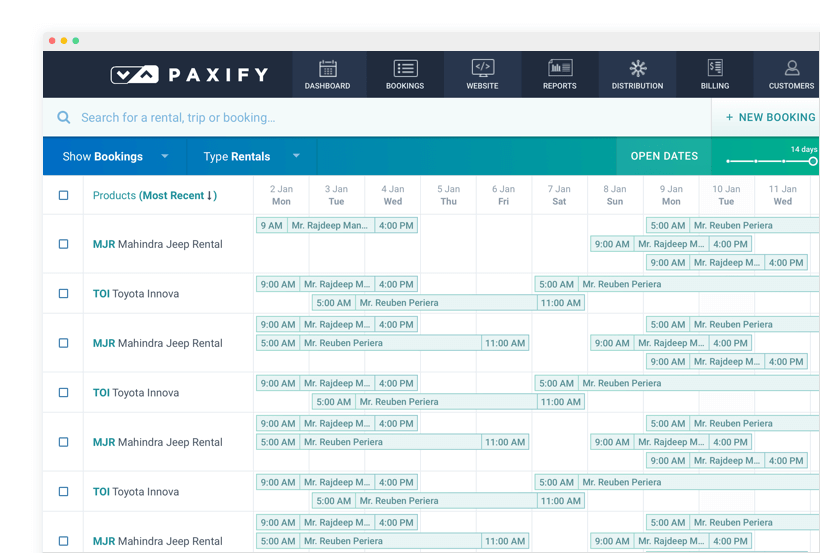 PAXIFY
DASHBOARD
BOOKINGS
WEBSITE
REPORTS
DISTRIBUTION
BILLING
CUSTOMERS
Search for a rental, trip or booking...
+ NEW BOOKING
Show Bookings
Type Rentals
OPEN DATES
14 days
Products (Most Recent ↓)
2 Jan 3 Jan 4 Jan 5 Jan 6 Jan 7 Jan 8 Jan 9 Jan 10 Jan 11 Jan
Mon Tue Wed Thu Fri Sat Sun Mon Tue Wed
9 AM Mr. Rajdeep Man... 4:00 PM 5:00 AM Mr. Reuben Periera
MJR Mahindra Jeep Rental 9:00 AM Mr. Rajdeep M... 4:00 PM
9:00 AM Mr. Rajdeep M... 4:00 PM
9:00 AM Mr. Rajdeep M... 4:00 PM 5:00 AM Mr. Reuben Periera
TOI Toyota Innova
5:00 AM Mr. Reuben Periera 11:00 AM
9:00 AM Mr. Rajdeep M... 4:00 PM 5:00 AM Mr. Reuben Periera
MJR Mahindra Jeep Rental 5:00 AM Mr. Reuben Periera 11:00 AM 9:00 AM Mr. Rajdeep M... 4:00 PM
9:00 AM Mr. Rajdeep M... 4:00 PM
9:00 AM Mr. Rajdeep M... 4:00 PM 5:00 AM Mr. Reuben Periera
TOI Toyota Innova
5:00 AM Mr. Reuben Periera 11:00 AM
9:00 AM Mr. Rajdeep M... 4:00 PM 5:00 AM Mr. Reuben Periera
MJR Mahindra Jeep Rental 5:00 AM Mr. Reuben Periera 11:00 AM 9:00 AM Mr. Rajdeep M... 4:00 PM
9:00 AM Mr. Rajdeep M... 4:00 PM
9:00 AM Mr. Rajdeep M... 4:00 PM 5:00 AM Mr. Reuben Periera
TOI Toyota Innova
5:00 AM Mr. Reuben Periera 11:00 AM
9:00 AM Mr. Rajdeep M... 4:00 PM 5:00 AM Mr. Reuben Periera
MJR Mahindra Jeep Rental 5:00 AM Mr. Reuben Periera 11:00 AM 9:00 AM Mr. Rajdeep M... 4:00 PM